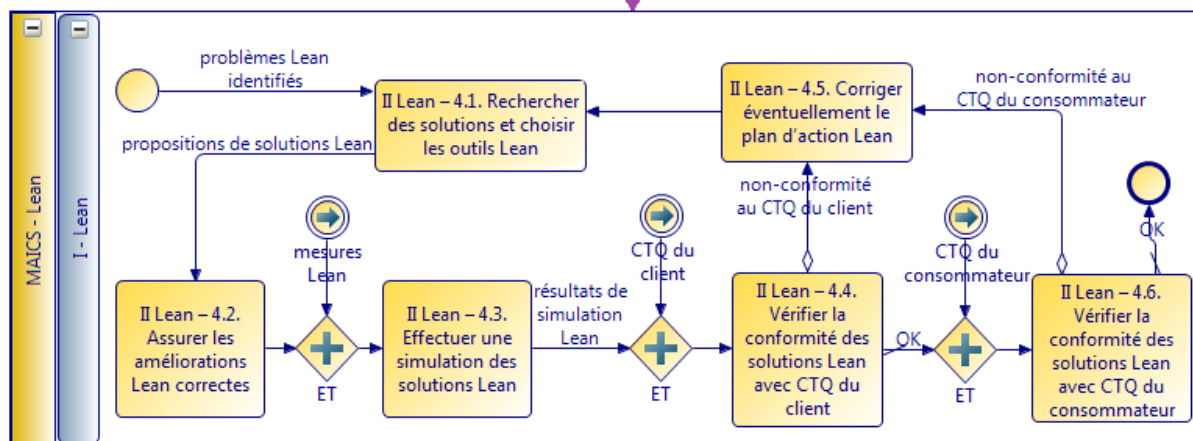 MAICS - Lean
I - Lean
problèmes Lean
identifiés
II Lean – 4.1. Rechercher
des solutions et choisir
les outils Lean
II Lean – 4.5. Corriger
éventuellement le
plan d'action Lean
non-conformité au
CTQ du consommateur
propositions de solutions Lean
non-conformité
au CTQ du client
mesures
Lean
CTQ du
client
CTQ du
consommateur
OK
II Lean – 4.2.
Assurer les
améliorations
Lean correctes
ET
II Lean – 4.3.
Effectuer une
simulation des
solutions Lean
résultats de
simulation
Lean
ET
II Lean – 4.4.
Vérifier la
conformité des
solutions Lean
avec CTQ du
client
OK
ET
II Lean – 4.6.
Vérifier la
conformité des
solutions Lean
avec CTQ du
consommateur